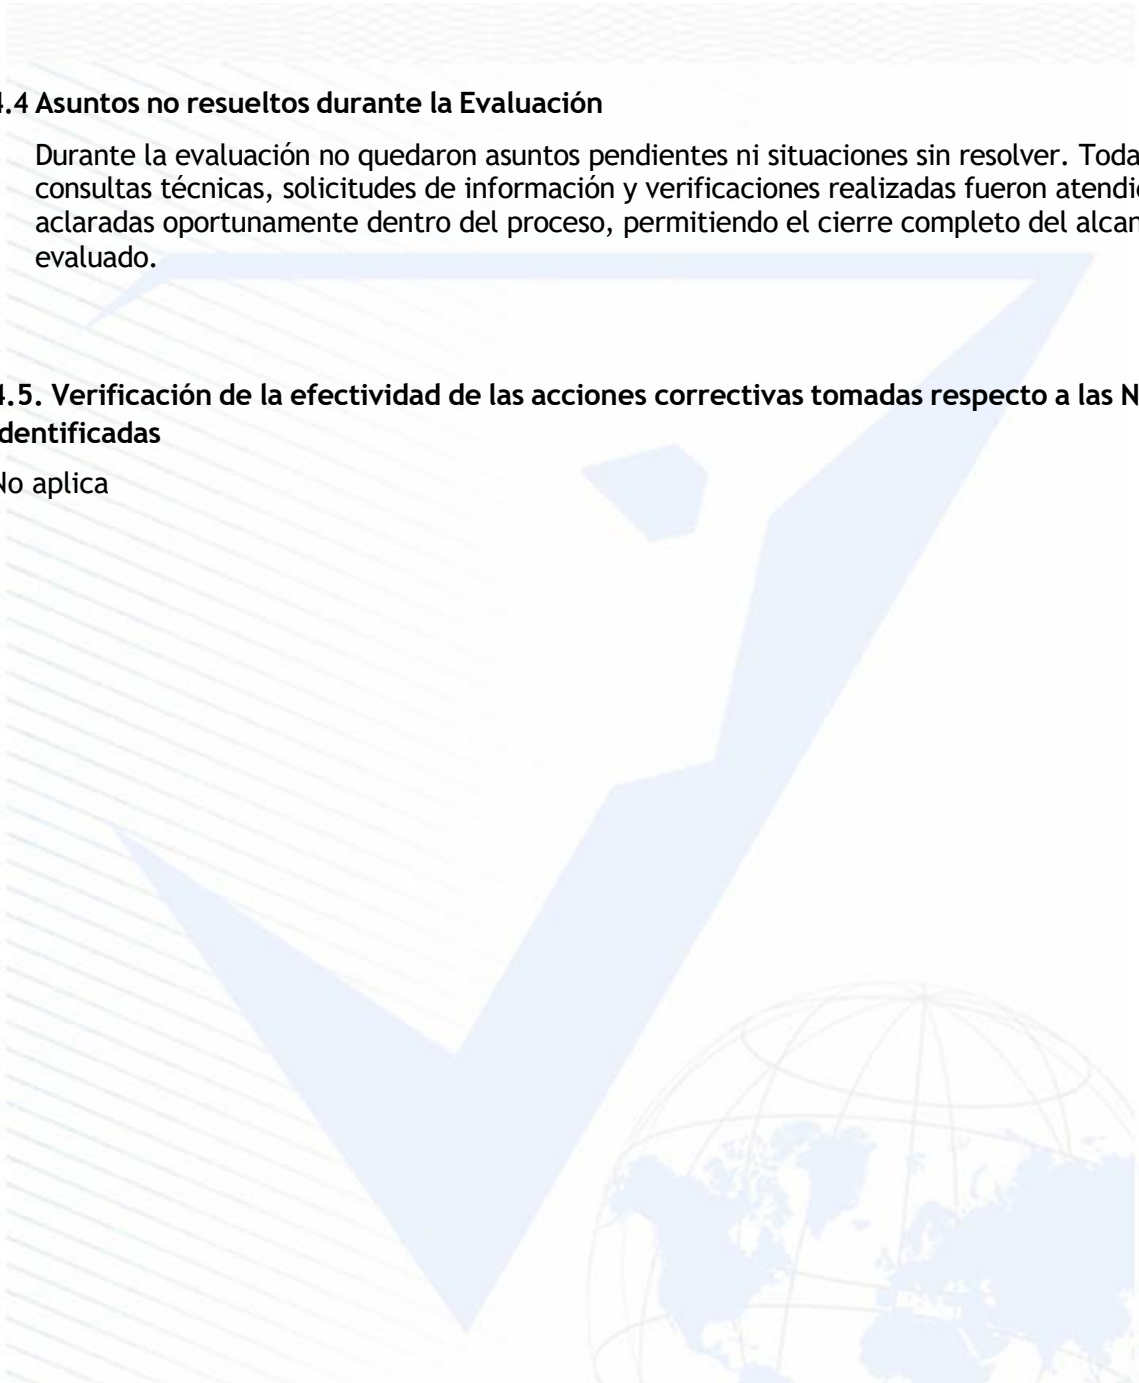 .4 Asuntos no resueltos durante la Evaluación
Durante la evaluación no quedaron asuntos pendientes ni situaciones sin resolver. Toda
consultas técnicas, solicitudes de información y verificaciones realizadas fueron atendi
aclaradas oportunamente dentro del proceso, permitiendo el cierre completo del alcan
evaluado.
4.5. Verificación de la efectividad de las acciones correctivas tomadas respecto a las N
dentificadas
No aplica